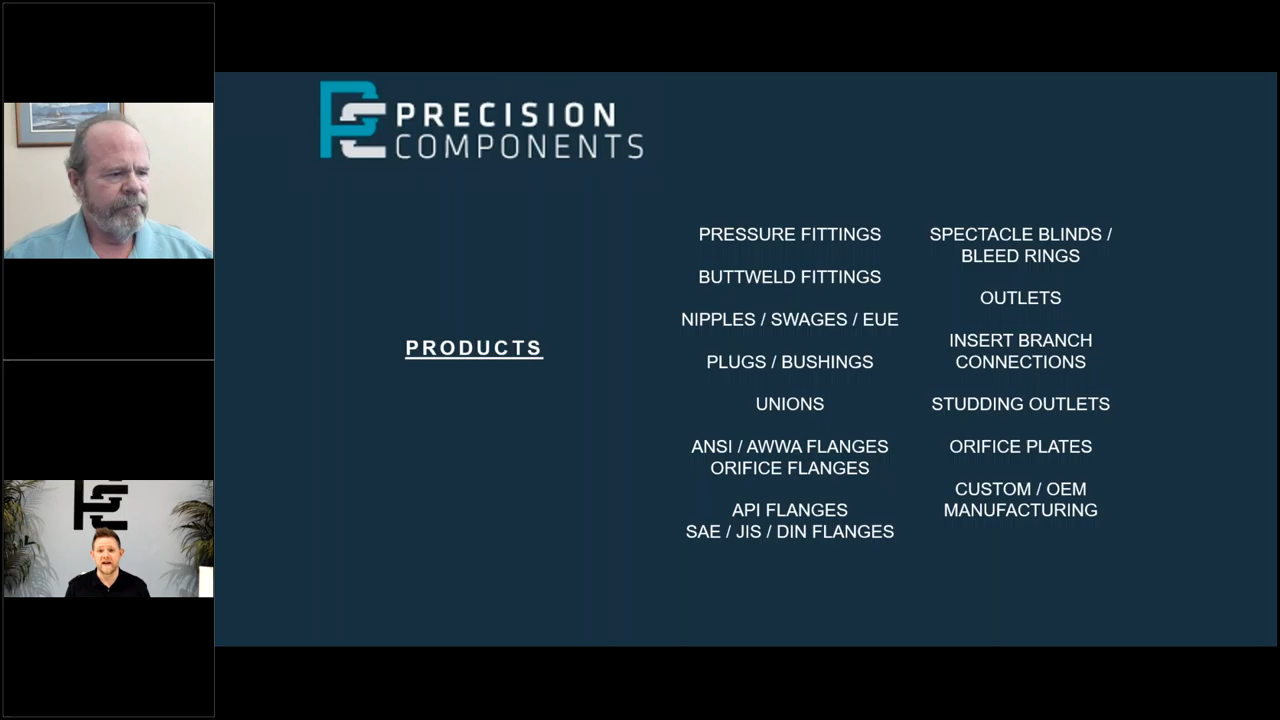 PRECISION
COMPONENTS
PRODUCTS
PRESSURE FITTINGS
BUTTWELD FITTINGS
NIPPLES / SWAGES / EUE
PLUGS / BUSHINGS
UNIONS
ANSI / AWWA FLANGES
ORIFICE FLANGES
API FLANGES
SAE / JIS / DIN FLANGES
SPECTACLE BLINDS /
BLEED RINGS
OUTLETS
INSERT BRANCH
CONNECTIONS
STUDDING OUTLETS
ORIFICE PLATES
CUSTOM / OEM
MANUFACTURING